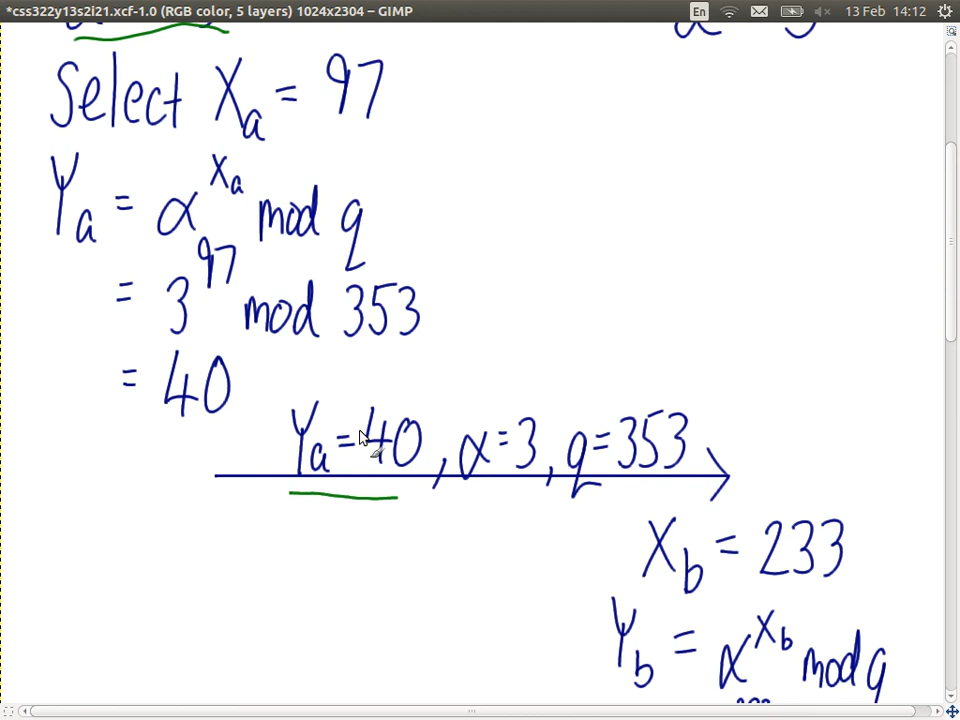 *css322y13s2i21.xcf-1.0 (RGB color, 5 layers) 1024x2304 – GIMP En 13 Feb 14:12
Select Xa = 97
Ya = α^Xa mod q
= 3^97 mod 353
= 40
Ya = 40, α = 3, q = 353
Xb = 233
Yb = α^Xb mod q